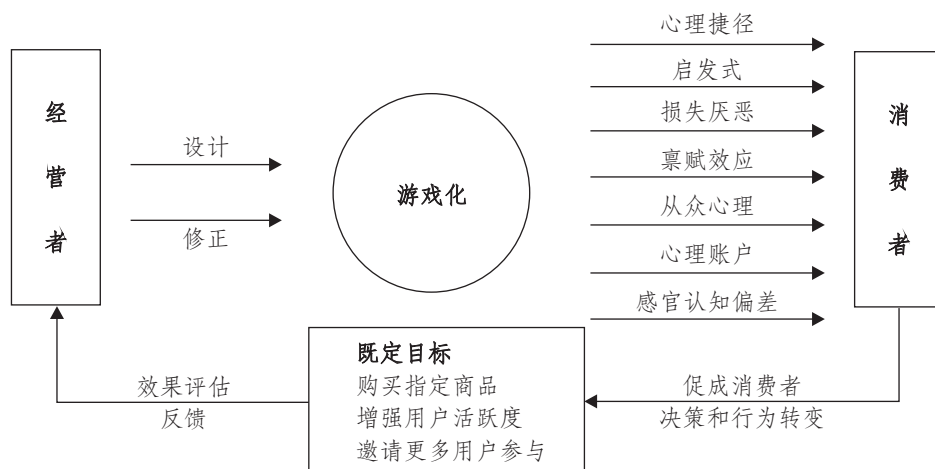 经营者
设计
修正
游戏化
心理捷径
启发式
损失厌恶
禀赋效应
从众心理
心理账户
感官认知偏差
消费者
促成消费者
决策和行为转变
既定目标
购买指定商品
增强用户活跃度
邀请更多用户参与
效果评估
反馈